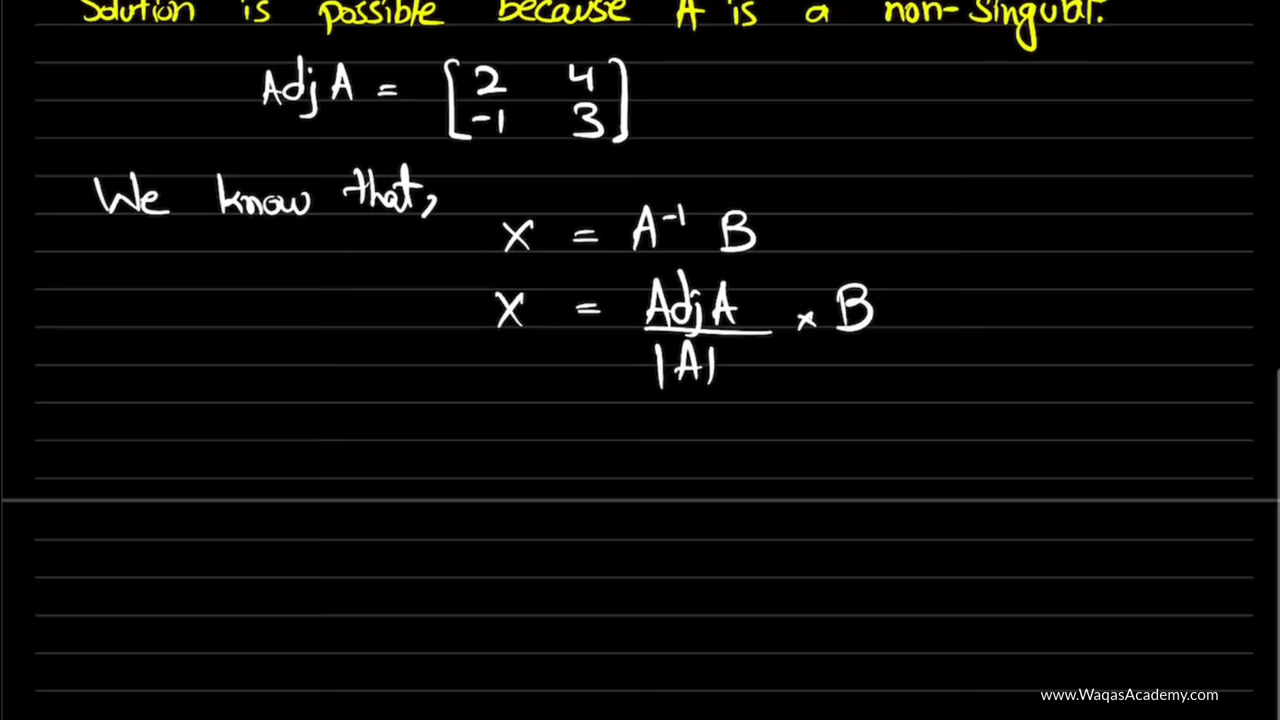 Solution is possible because A is a non-Singular.
Adj A = [2 4
-1 3]
We know that,
X = A⁻¹ B
X = Adj A / |A| × B
www.WaqasAcademy.com